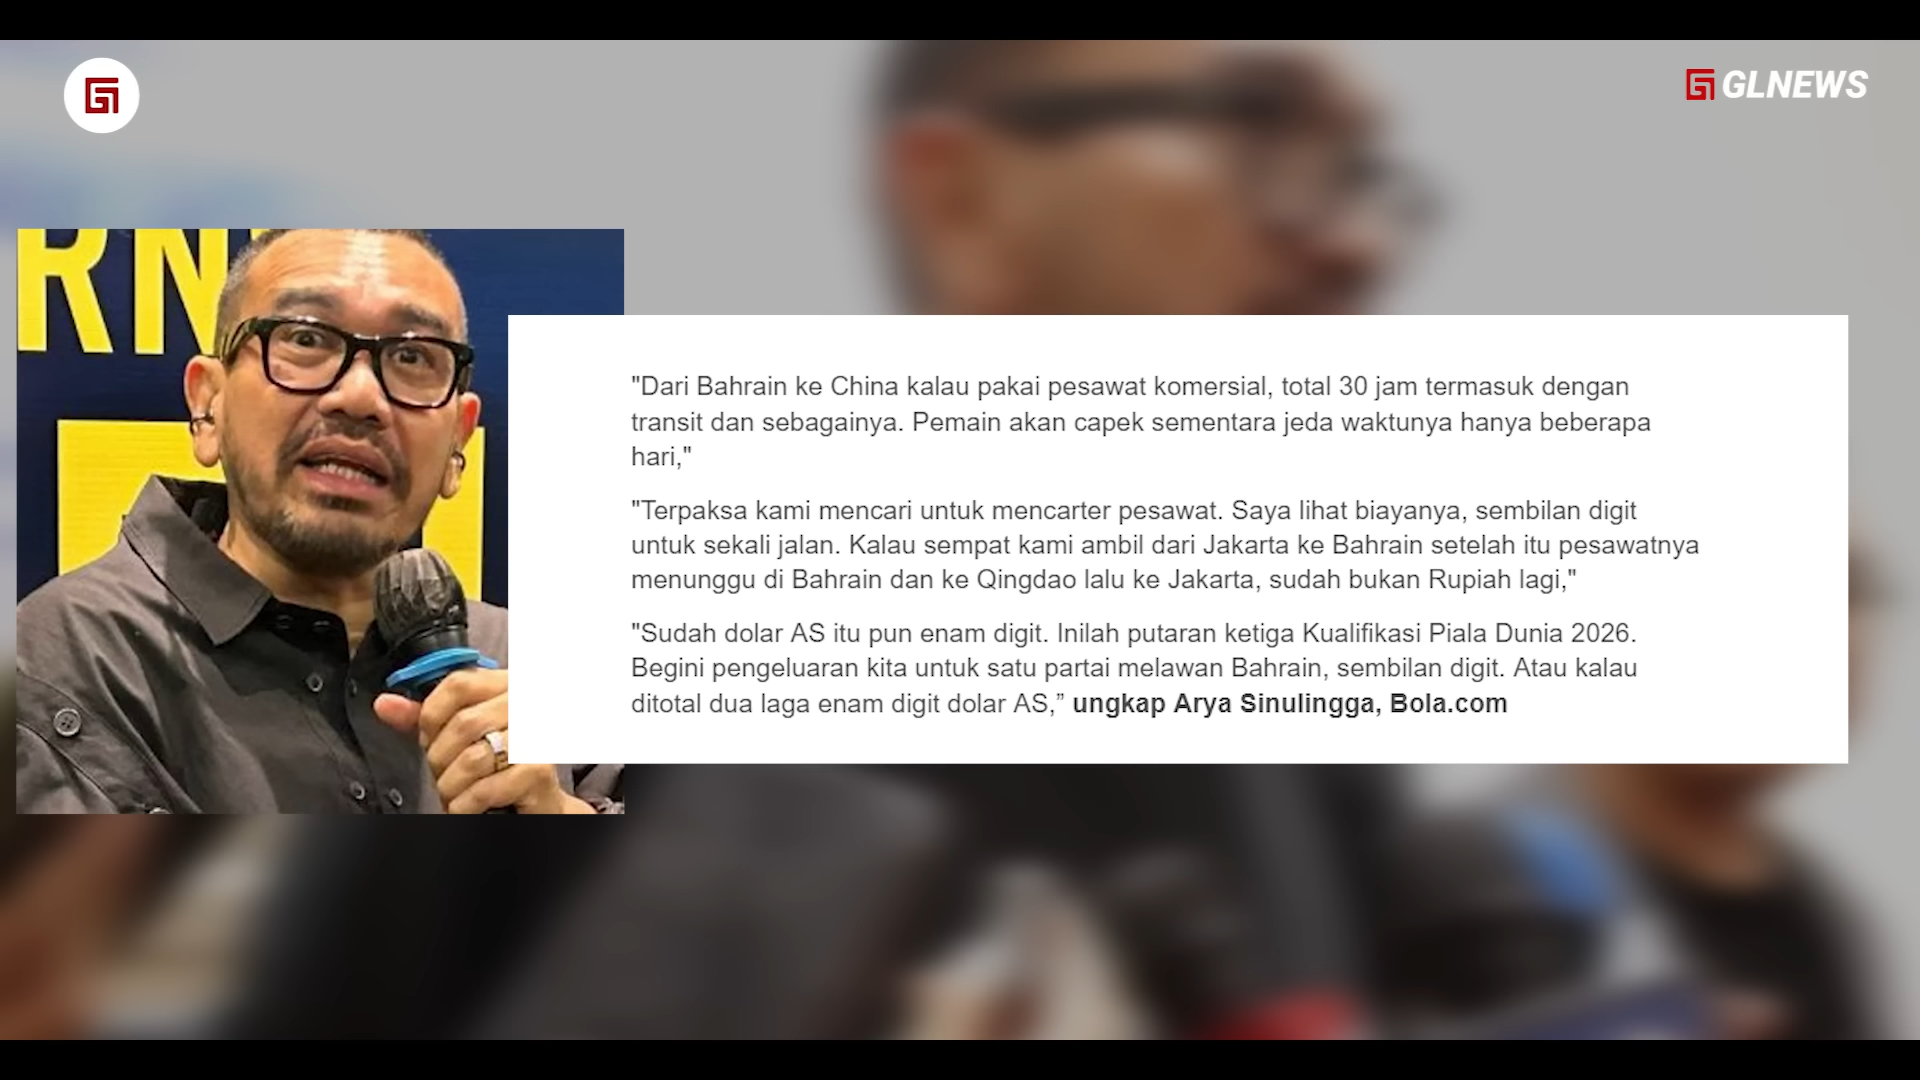 GLNEWS
RN
"Dari Bahrain ke China kalau pakai pesawat komersial, total 30 jam termasuk dengan
transit dan sebagainya. Pemain akan capek sementara jeda waktunya hanya beberapa
hari,"
"Terpaksa kami mencari untuk mencarter pesawat. Saya lihat biayanya, sembilan digit
untuk sekali jalan. Kalau sempat kami ambil dari Jakarta ke Bahrain setelah itu pesawatnya
menunggu di Bahrain dan ke Qingdao lalu ke Jakarta, sudah bukan Rupiah lagi,"
"Sudah dolar AS itu pun enam digit. Inilah putaran ketiga Kualifikasi Piala Dunia 2026.
Begini pengeluaran kita untuk satu partai melawan Bahrain, sembilan digit. Atau kalau
ditotal dua laga enam digit dolar AS,” ungkap Arya Sinulingga, Bola.com